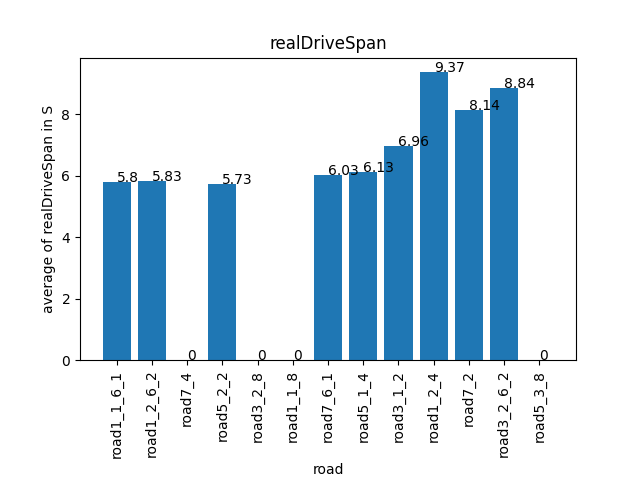 realDriveSpan
average of realDriveSpan in S
8
6
4
2
0
5.8
5.83
0
5.73
0
0
6.03
6.13
6.96
9.37
8.14
8.84
0
road1_1_6_1
road1_2_6_2
road7_4
road5_2_2
road3_2_8
road1_1_8
road7_6_1
road5_1_4
road3_1_2
road1_2_4
road7_2
road3_2_6_2
road5_3_8
road